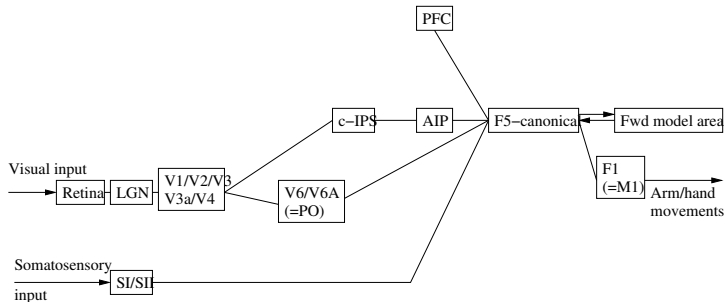 PFC
c-IPS
AIP
F5-canonical
Fwd model area
Visual input
Retina
LGN
V1/V2/V3
V3a/V4
V6/V6A
(=PO)
F1
(=M1)
Arm/hand
movements
Somatosensory
input
SI/SII